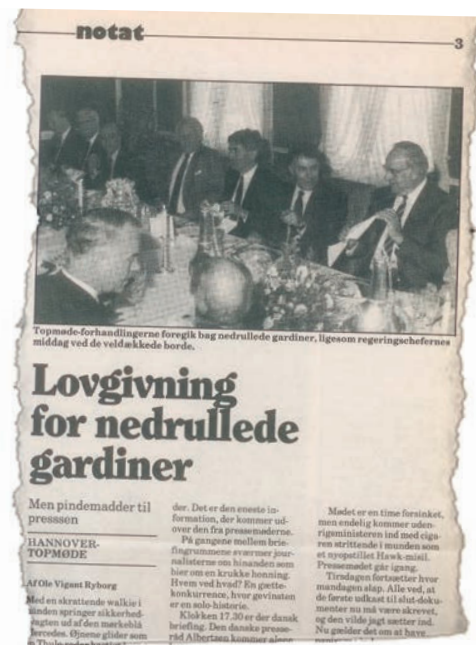 notat
3
Topmøde-forhandlingerne foregik bag nedrullede gardiner, ligesom regeringschefernes
middag ved de veldækkede borde.
Lovgivning
for nedrullede
gardiner
Men pindemadder til
presssen
HANNOVER-
TOPMØDE
Af Ole Vigant Ryborg
Med en skrattende walkie i
hånden springer sikkerhed
vagten ud af den mørkeblå
Mercedes. Øjnene glider som
der. Det er den eneste in-
formation, der kommer ud-
over den fra pressemøderne.
På gangene mellem brie-
fingrummene sværmer jour-
nalisterne om hinanden som
bier om en krukke honning.
Hvem ved hvad? En gætte-
konkurrence, hvor gevinsten
er en solo-historie.
Klokken 17.30 er der dansk
briefing. Den danske presse-
råd Albertsen kommer alene
Mødet er en time forsinket,
men endelig kommer uden-
rigsministeren ind med ciga-
ren strittende i munden som
et nyopstillet Hawk-misil.
Pressemødet går igang.
Tirsdagen fortsætter hvor
mandagen slap. Alle ved, at
de første udkast til slut-doku-
menter nu må være skrevet,
og den vilde jagt sætter ind.
Nu gælder det om at have